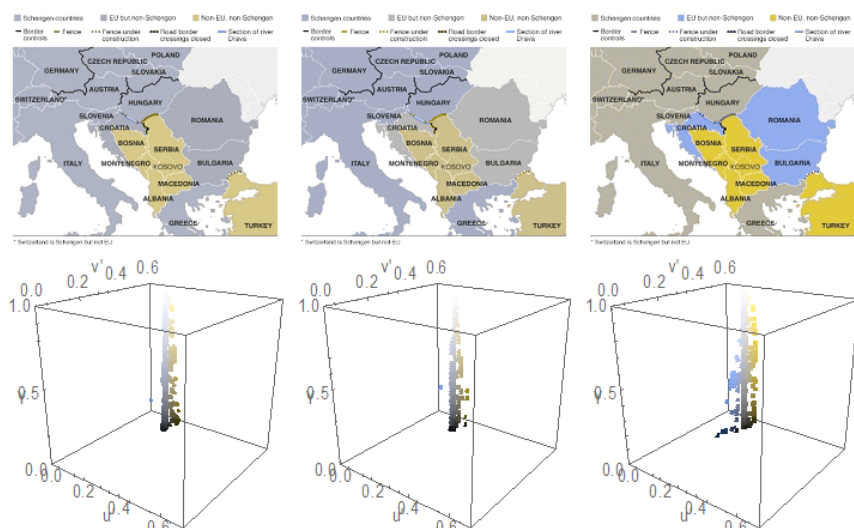 Schengen countries EU but non-Schengen Non-EU, non-Schengen
Border controls Fence Fence under construction Road border crossings closed Section of river Drava
POLAND
CZECH REPUBLIC
GERMANY
SLOVAKIA
AUSTRIA
SWITZERLAND*
HUNGARY
SLOVENIA
ROMANIA
CROATIA
BOSNIA
SERBIA
ITALY
MONTENEGRO
KOSOVO
BULGARIA
MACEDONIA
ALBANIA
GREECE
TURKEY
* Switzerland is Schengen but not EU
Schengen countries EU but non-Schengen Non-EU, non-Schengen
Border controls Fence Fence under construction Road border crossings closed Section of river Drava
POLAND
CZECH REPUBLIC
GERMANY
SLOVAKIA
AUSTRIA
SWITZERLAND*
HUNGARY
SLOVENIA
ROMANIA
CROATIA
BOSNIA
SERBIA
ITALY
MONTENEGRO
KOSOVO
BULGARIA
MACEDONIA
ALBANIA
GREECE
TURKEY
* Switzerland is Schengen but not EU
Schengen countries EU but non-Schengen Non-EU, non-Schengen
Border controls Fence Fence under construction Road border crossings closed Section of river Drava
POLAND
CZECH REPUBLIC
GERMANY
SLOVAKIA
AUSTRIA
SWITZERLAND*
HUNGARY
SLOVENIA
ROMANIA
CROATIA
BOSNIA
SERBIA
ITALY
MONTENEGRO
KOSOVO
BULGARIA
MACEDONIA
ALBANIA
GREECE
TURKEY
* Switzerland is Schengen but not EU
v'
0.0 0.2 0.4 0.6
1.0
0.5
0.0
0.0 0.2 0.4 0.6
v'
0.0 0.2 0.4 0.6
1.0
0.5
0.0
0.0 0.2 0.4 0.6
v'
0.0 0.2 0.4 0.6
1.0
0.5
0.0
0.0 0.2 0.4 0.6